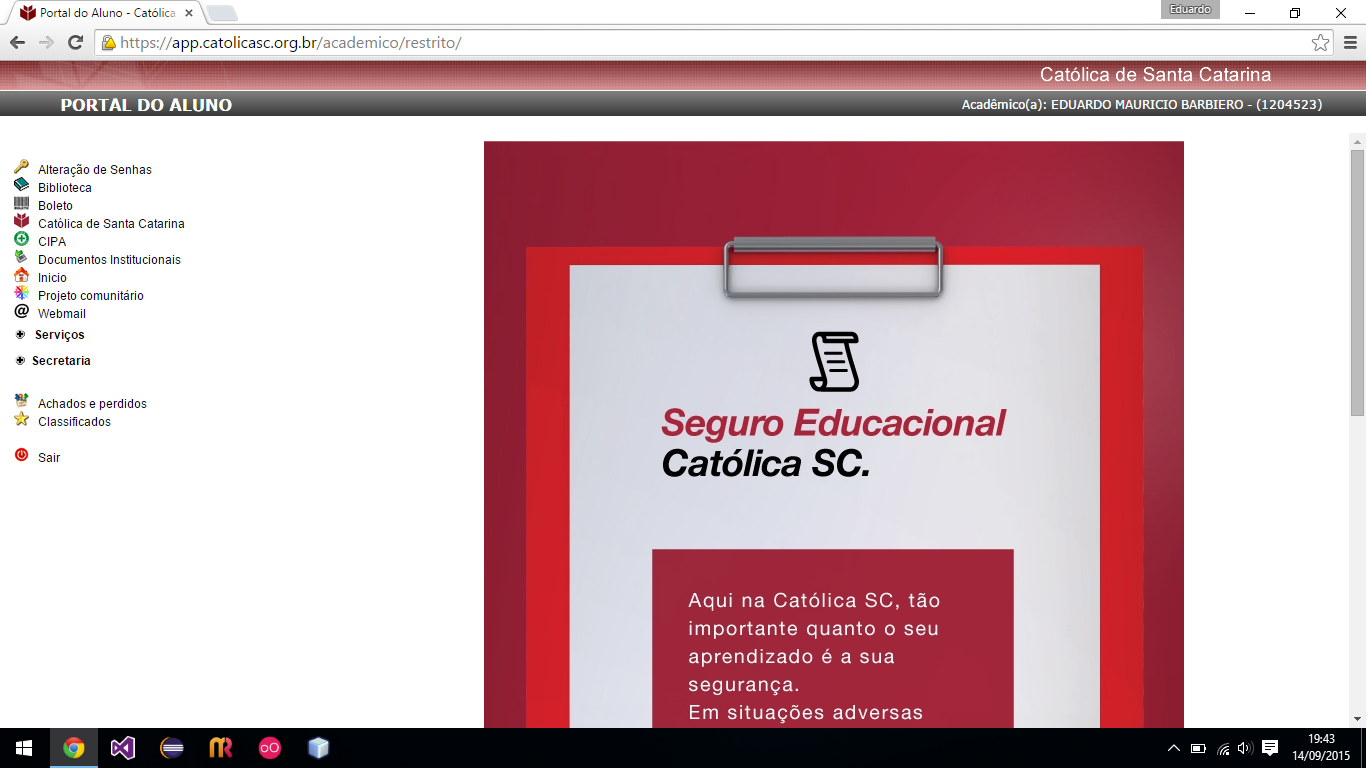 Portal do Aluno - Católica
Eduardo
https://app.catolicasc.org.br/academico/restrito/
Católica de Santa Catarina
PORTAL DO ALUNO
Acadêmico(a): EDUARDO MAURICIO BARBIERO - (1204523)
Alteração de Senhas
Biblioteca
BOLETO
Boleto
Católica de Santa Catarina
CIPA
Documentos Institucionais
Inicio
Projeto comunitário
@ Webmail
Serviços
Secretaria
Achados e perdidos
Classificados
Sair
Seguro Educacional
Católica SC.
Aqui na Católica SC, tão
importante quanto o seu
aprendizado é a sua
segurança.
Em situações adversas
19:43
14/09/2015